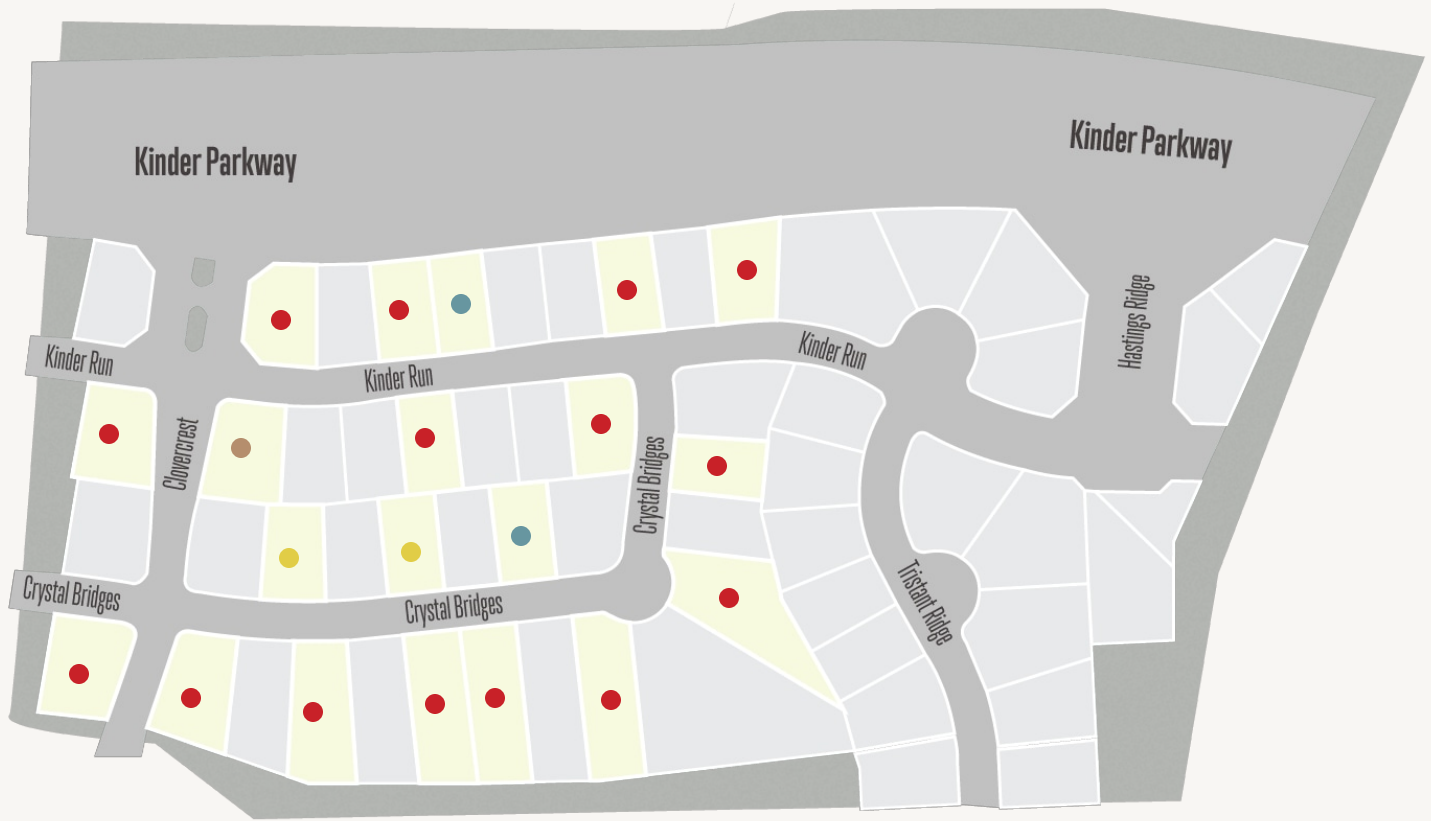 Kinder Parkway
Kinder Parkway
Hastings Ridge
Kinder Run
Kinder Run
Kinder Run
Clovercrest
Crystal Bridges
Crystal Bridges
Crystal Bridges
Tristant Ridge